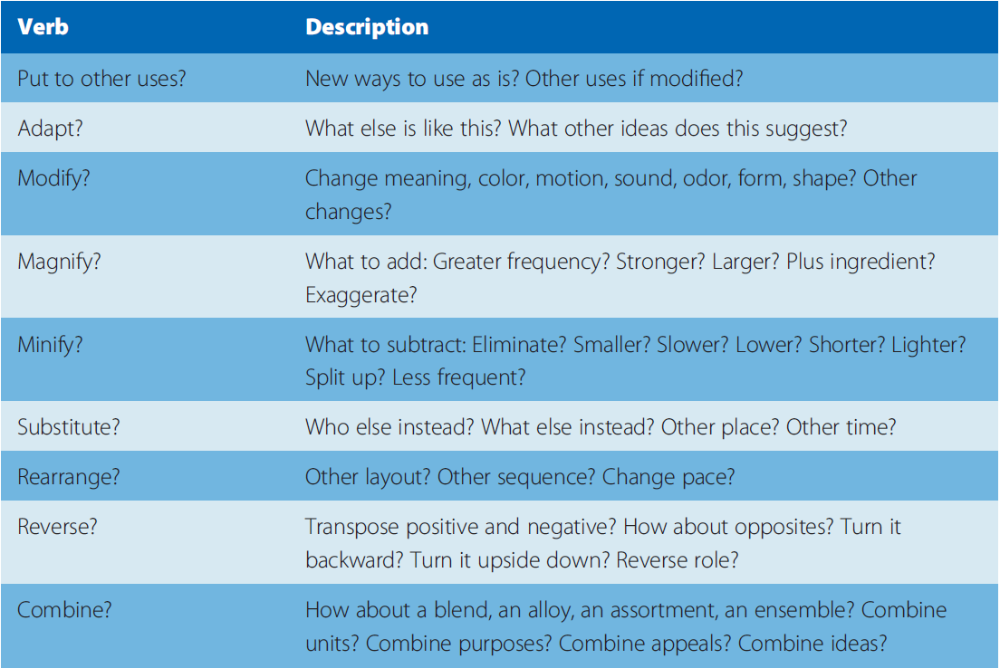 Verb Description
Put to other uses? New ways to use as is? Other uses if modified?
Adapt? What else is like this? What other ideas does this suggest?
Modify? Change meaning, color, motion, sound, odor, form, shape? Other
changes?
Magnify? What to add: Greater frequency? Stronger? Larger? Plus ingredient?
Exaggerate?
Minify? What to subtract: Eliminate? Smaller? Slower? Lower? Shorter? Lighter?
Split up? Less frequent?
Substitute? Who else instead? What else instead? Other place? Other time?
Rearrange? Other layout? Other sequence? Change pace?
Reverse? Transpose positive and negative? How about opposites? Turn it
backward? Turn it upside down? Reverse role?
Combine? How about a blend, an alloy, an assortment, an ensemble? Combine
units? Combine purposes? Combine appeals? Combine ideas?